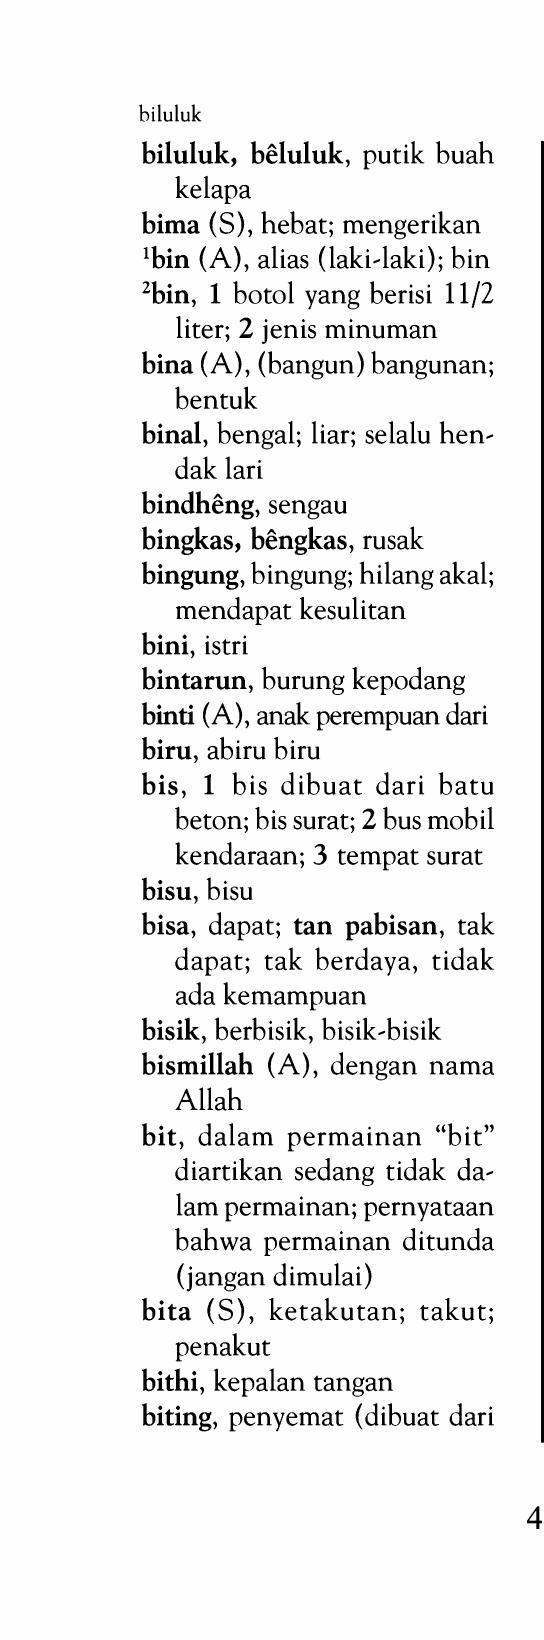 biluluk
biluluk, bêluluk, putik buah
kelapa
bima (S), hebat; mengerikan
¹bin (A), alias (laki-laki); bin
²bin, 1 botol yang berisi 11/2
liter; 2 jenis minuman
bina (A), (bangun) bangunan;
bentuk
binal, bengal; liar; selalu hen-
dak lari
bindhêng, sengau
bingkas, bêngkas, rusak
bingung, bingung; hilang akal;
mendapat kesulitan
bini, istri
bintarun, burung kepodang
binti (A), anak perempuan dari
biru, abiru biru
bis, 1 bis dibuat dari batu
beton; bis surat; 2 bus mobil
kendaraan; 3 tempat surat
bisu, bisu
bisa, dapat; tan pabisan, tak
dapat; tak berdaya, tidak
ada kemampuan
bisik, berbisik, bisik-bisik
bismillah (A), dengan nama
Allah
bit, dalam permainan “bit”
diartikan sedang tidak da-
lam permainan; pernyataan
bahwa permainan ditunda
(jangan dimulai)
bita (S), ketakutan; takut;
penakut
bithi, kepalan tangan
biting, penyemat (dibuat dari
4